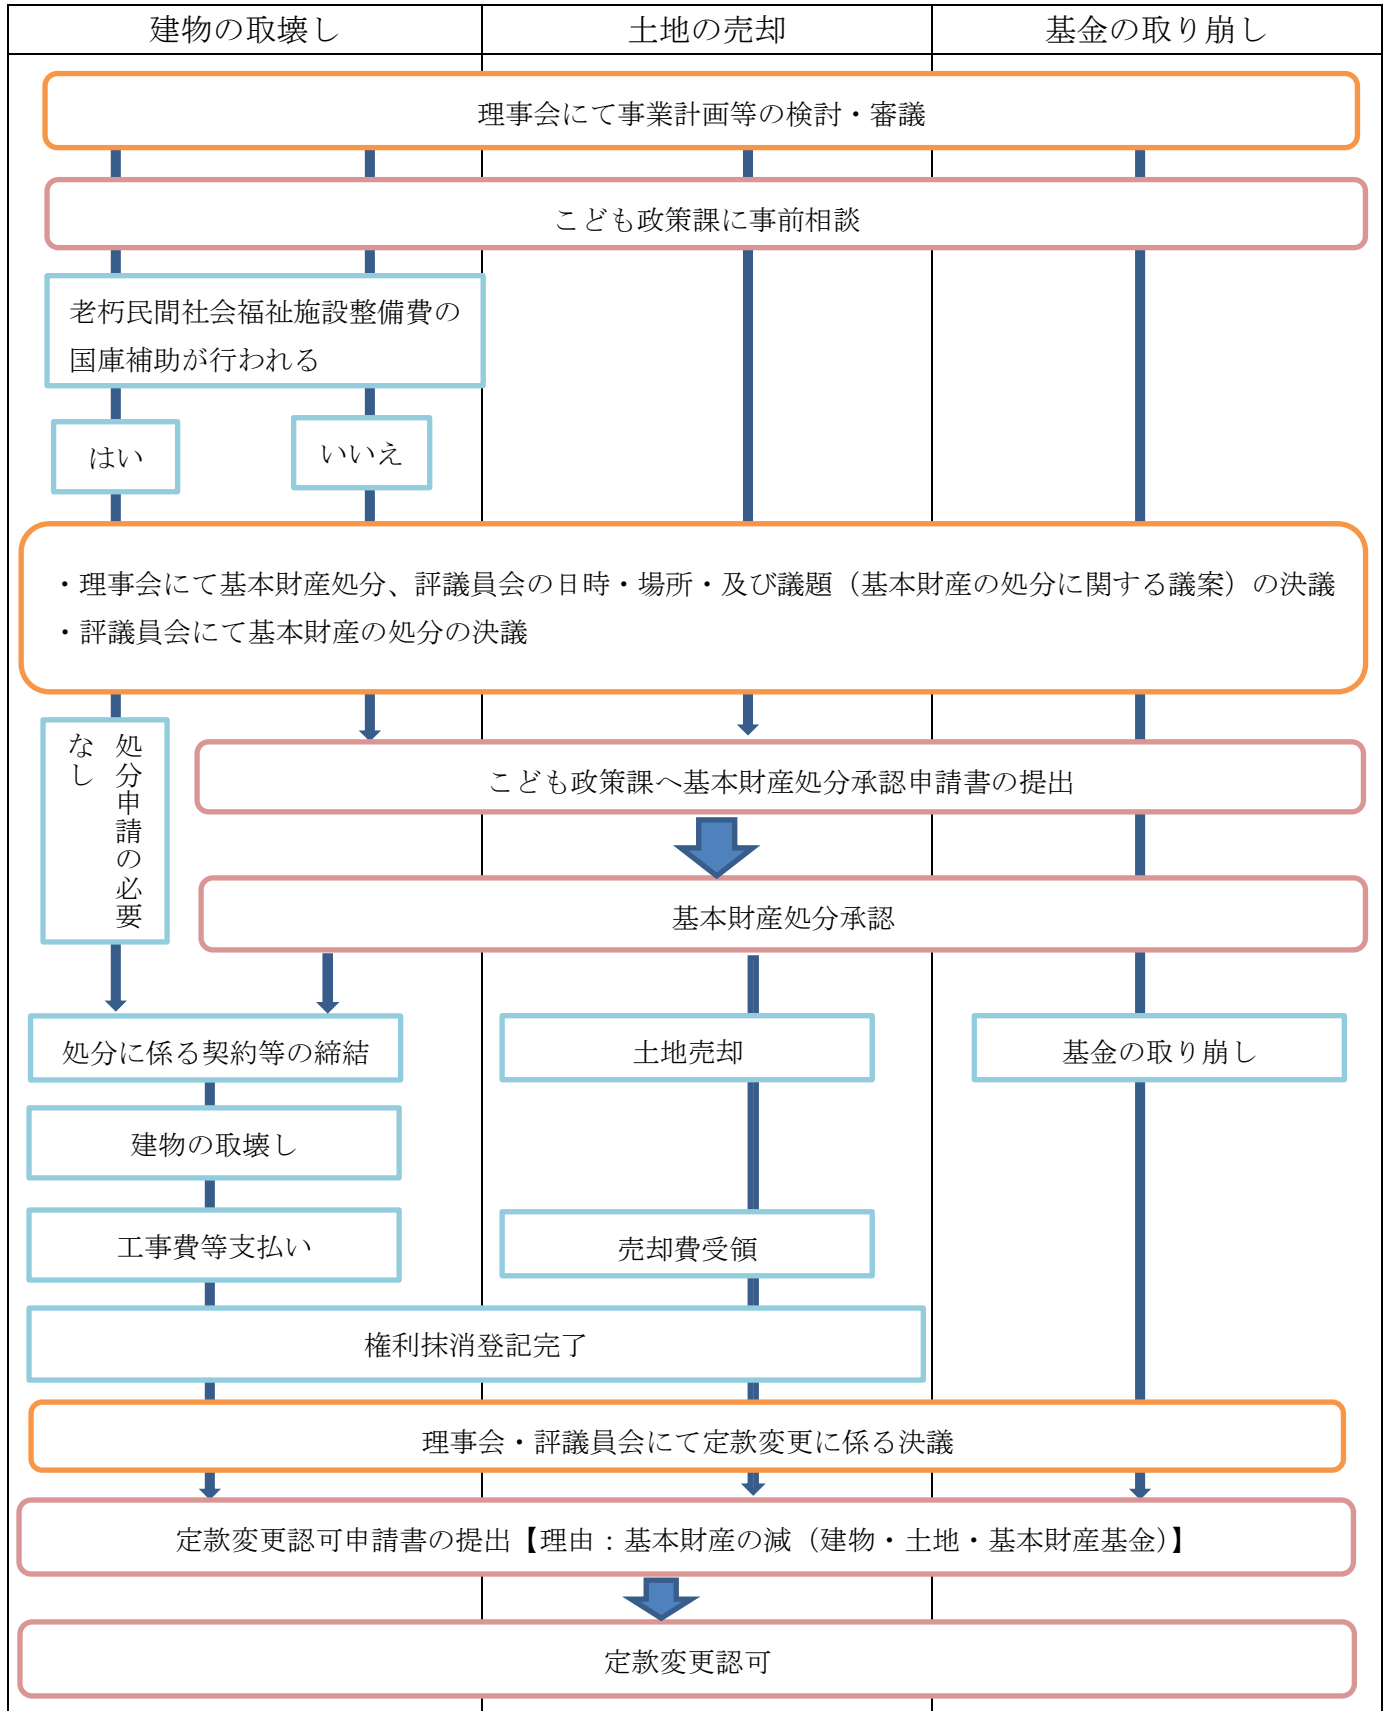 建物の取壊し
土地の売却
基金の取り崩し
理事会にて事業計画等の検討・審議
こども政策課に事前相談
老朽民間社会福祉施設整備費の
国庫補助が行われる
はい
いいえ
・理事会にて基本財産処分、評議員会の日時・場所・及び議題（基本財産の処分に関する議案）の決議
・評議員会にて基本財産の処分の決議
処分申請の必要
なし
こども政策課へ基本財産処分承認申請書の提出
基本財産処分承認
処分に係る契約等の締結
土地売却
基金の取り崩し
建物の取壊し
工事費等支払い
売却費受領
権利抹消登記完了
理事会・評議員会にて定款変更に係る決議
定款変更認可申請書の提出【理由：基本財産の減（建物・土地・基本財産基金）】
定款変更認可